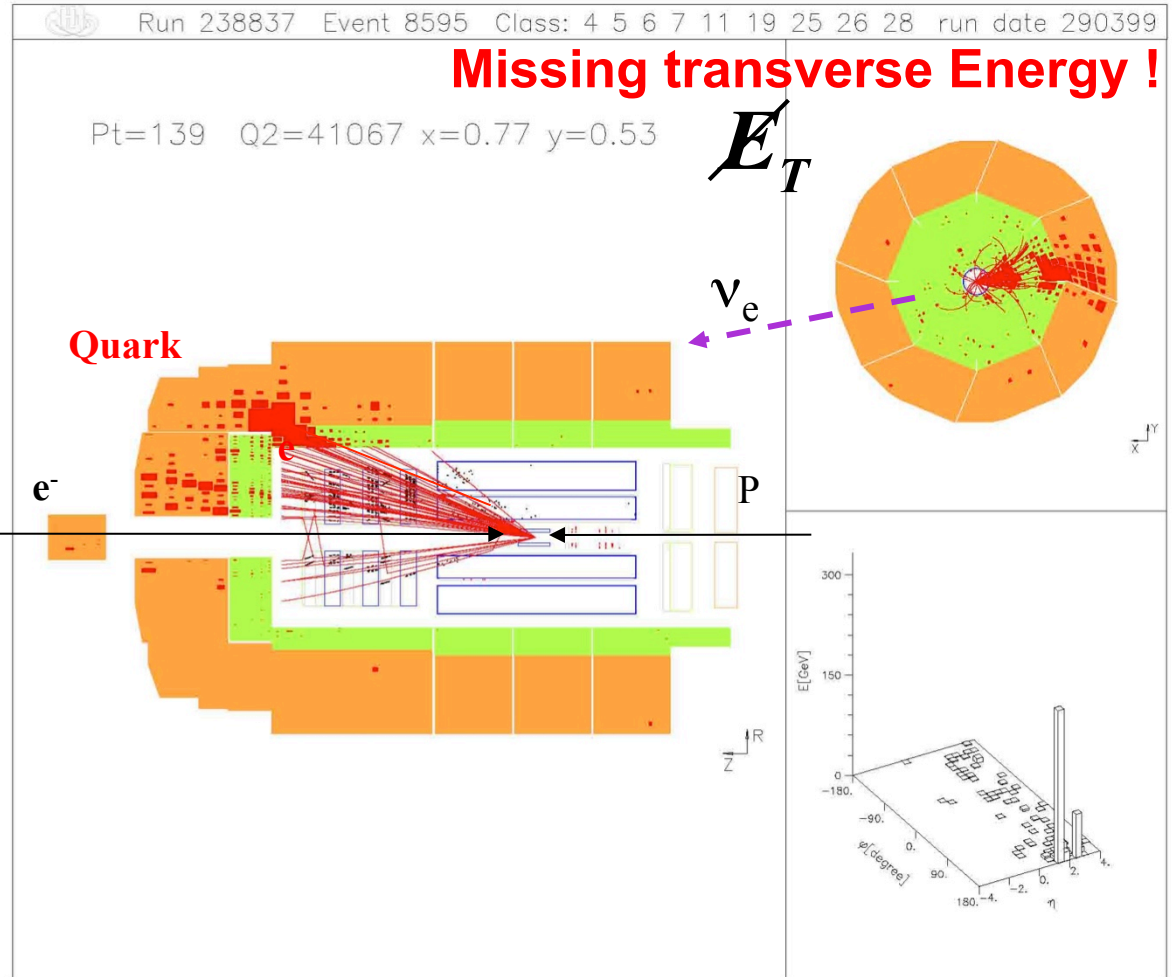 Run 238837 Event 8595 Class: 4 5 6 7 11 19 25 26 28 run date 290399
Missing transverse Energy !
Pt=139 Q2=41067 x=0.77 y=0.53
E̸T
νe
Quark
e
e-
P
Y
X
R
Z
E[GeV]
300
150
0
-180.
-90.
0.
90.
180.
φ[degree]
-4.
-2.
0.
2.
4.
η